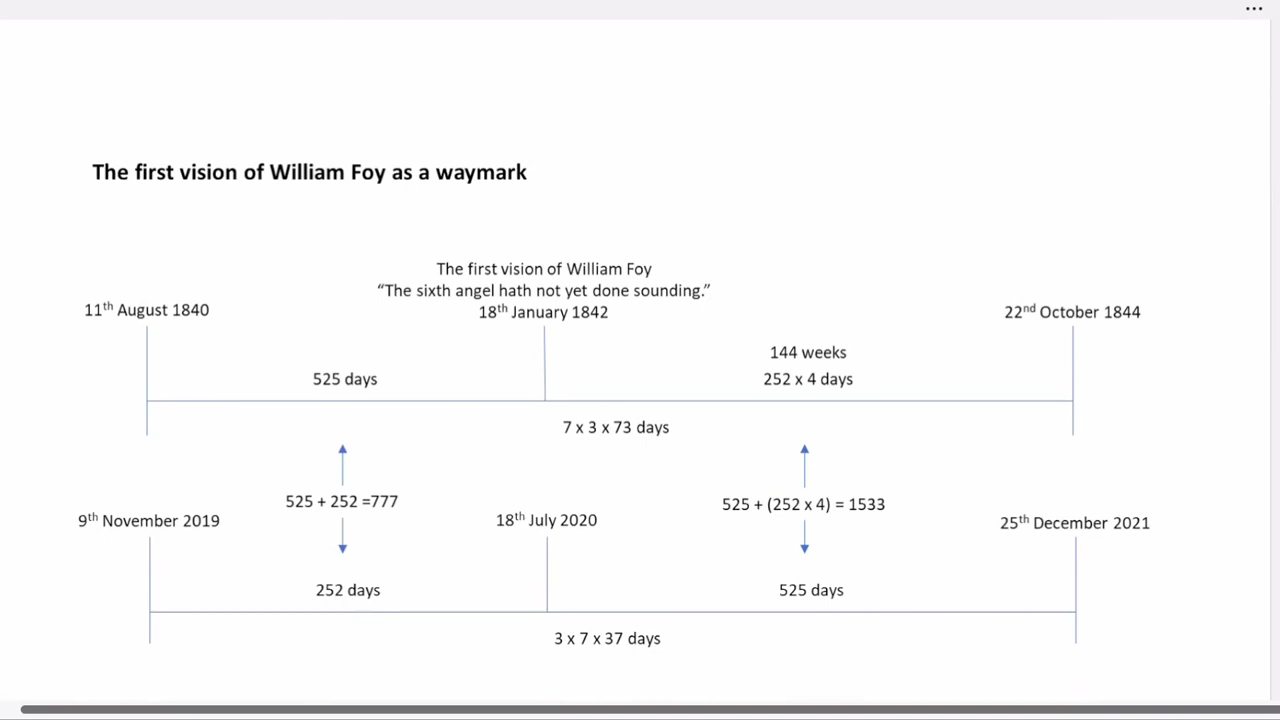 The first vision of William Foy as a waymark
The first vision of William Foy
“The sixth angel hath not yet done sounding.”
11th August 1840
18th January 1842
22nd October 1844
144 weeks
525 days
252 x 4 days
7 x 3 x 73 days
525 + 252 =777
525 + (252 x 4) = 1533
9th November 2019
18th July 2020
25th December 2021
252 days
525 days
3 x 7 x 37 days